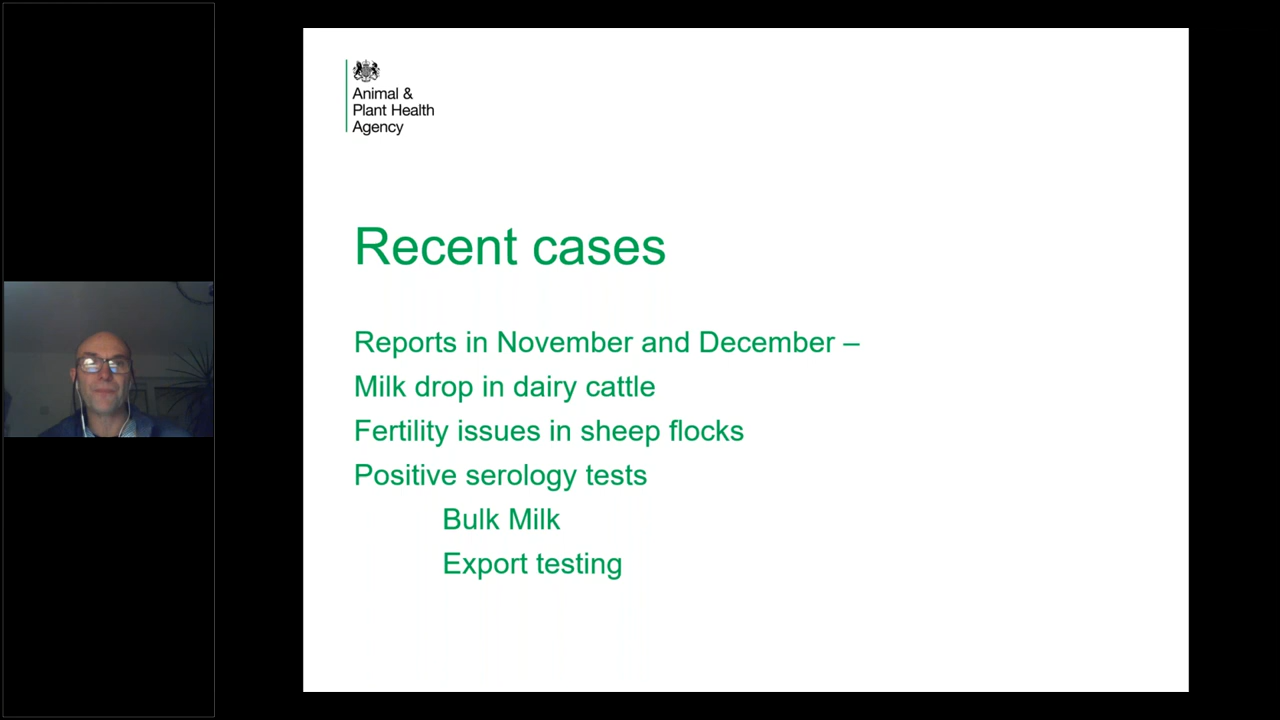 Animal &
Plant Health
Agency
Recent cases
Reports in November and December –
Milk drop in dairy cattle
Fertility issues in sheep flocks
Positive serology tests
Bulk Milk
Export testing